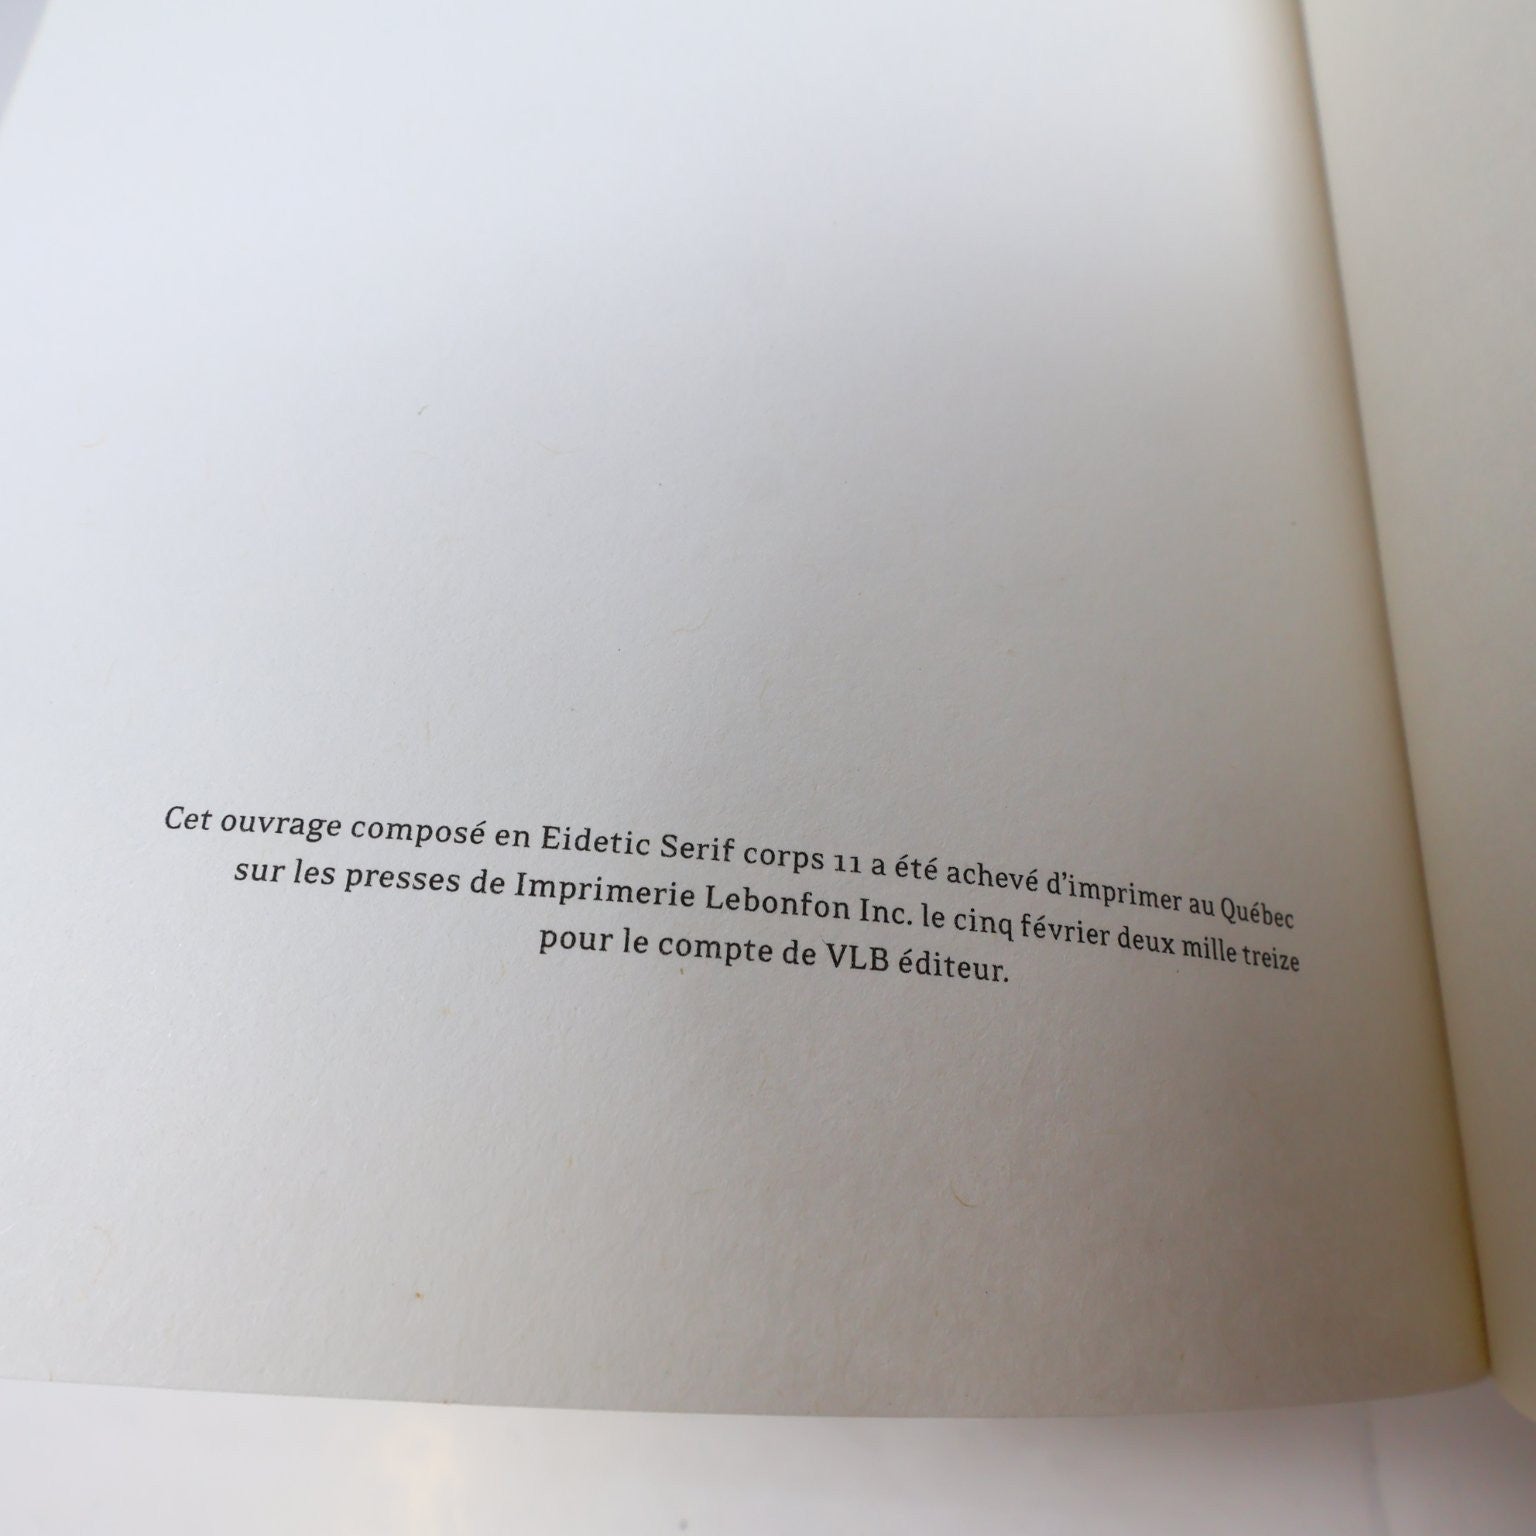 Cet ouvrage composé en Eidetic Serif corps 11 a été achevé d’imprimer au Québec
sur les presses de Imprimerie Lebonfon Inc. le cinq février deux mille treize
pour le compte de VLB éditeur.